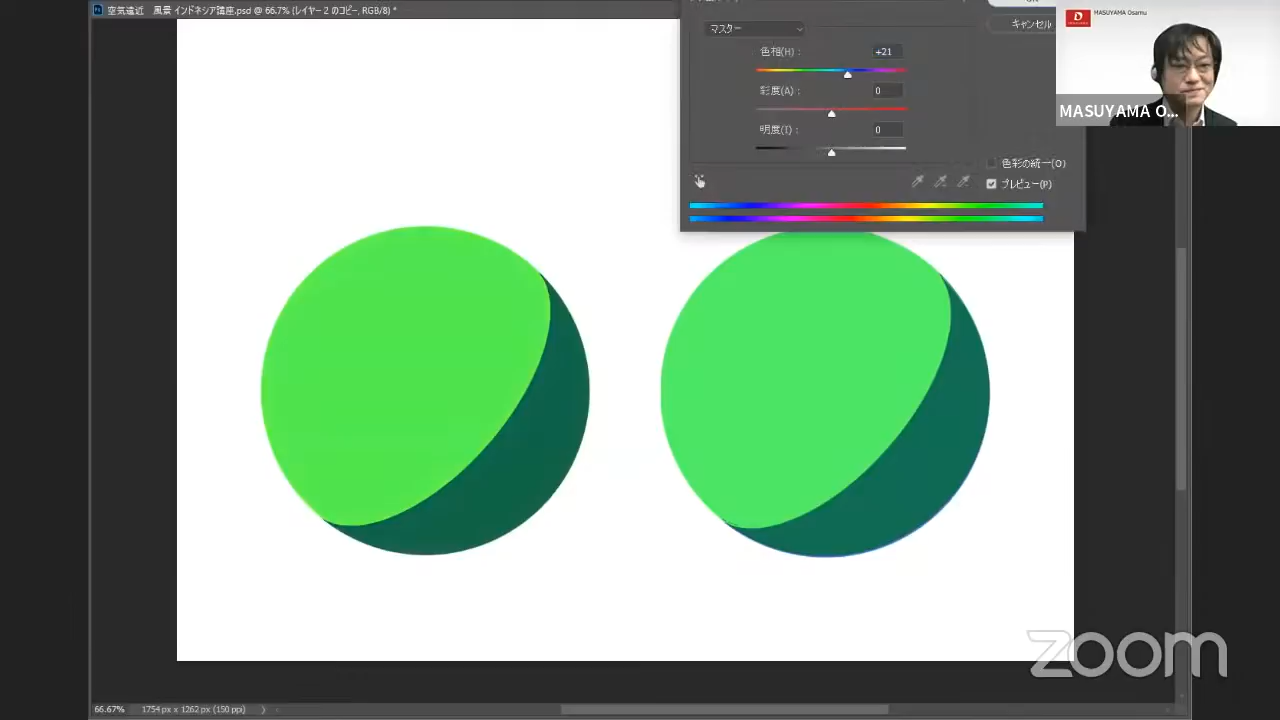 Ps 空気遠近　風景 インドネシア講座.psd @ 66.7% (レイヤー 2 のコピー, RGB/8) *
マスター
キャンセル
MASUYAMA Osamu
色相(H) : +21
彩度(A) : 0
明度(I) : 0
MASUYAMA O...
色彩の統一(O)
プレビュー(P)
zoom
66.67% 1754 px x 1262 px (150 ppi)